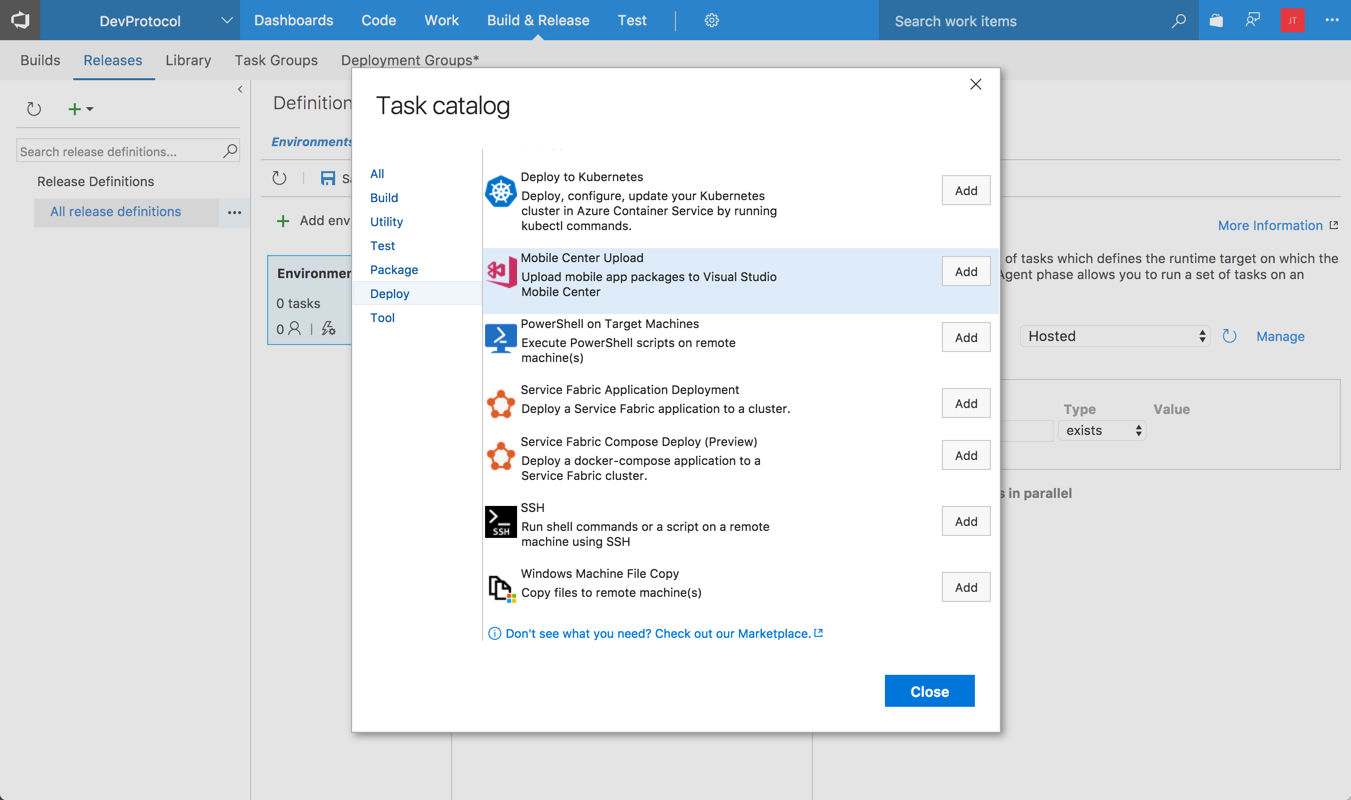 DevProtocol
Dashboards
Code
Work
Build & Release
Test
Search work items
JT
Builds
Releases
Library
Task Groups
Deployment Groups*
Search release definitions...
Release Definitions
All release definitions
Definition
Environments
Add env
Environmen
0 tasks
0
Task catalog
All
Build
Utility
Test
Package
Deploy
Tool
Deploy to Kubernetes
Deploy, configure, update your Kubernetes
cluster in Azure Container Service by running
kubectl commands.
Add
Mobile Center Upload
Upload mobile app packages to Visual Studio
Mobile Center
Add
PowerShell on Target Machines
Execute PowerShell scripts on remote
machine(s)
Add
Service Fabric Application Deployment
Deploy a Service Fabric application to a cluster.
Add
Service Fabric Compose Deploy (Preview)
Deploy a docker-compose application to a
Service Fabric cluster.
Add
SSH
SSH
Run shell commands or a script on a remote
machine using SSH
Add
Windows Machine File Copy
Copy files to remote machine(s)
Add
Don't see what you need? Check out our Marketplace.
Close
More Information
of tasks which defines the runtime target on which the
Agent phase allows you to run a set of tasks on an
Hosted
Manage
Type
Value
exists
s in parallel